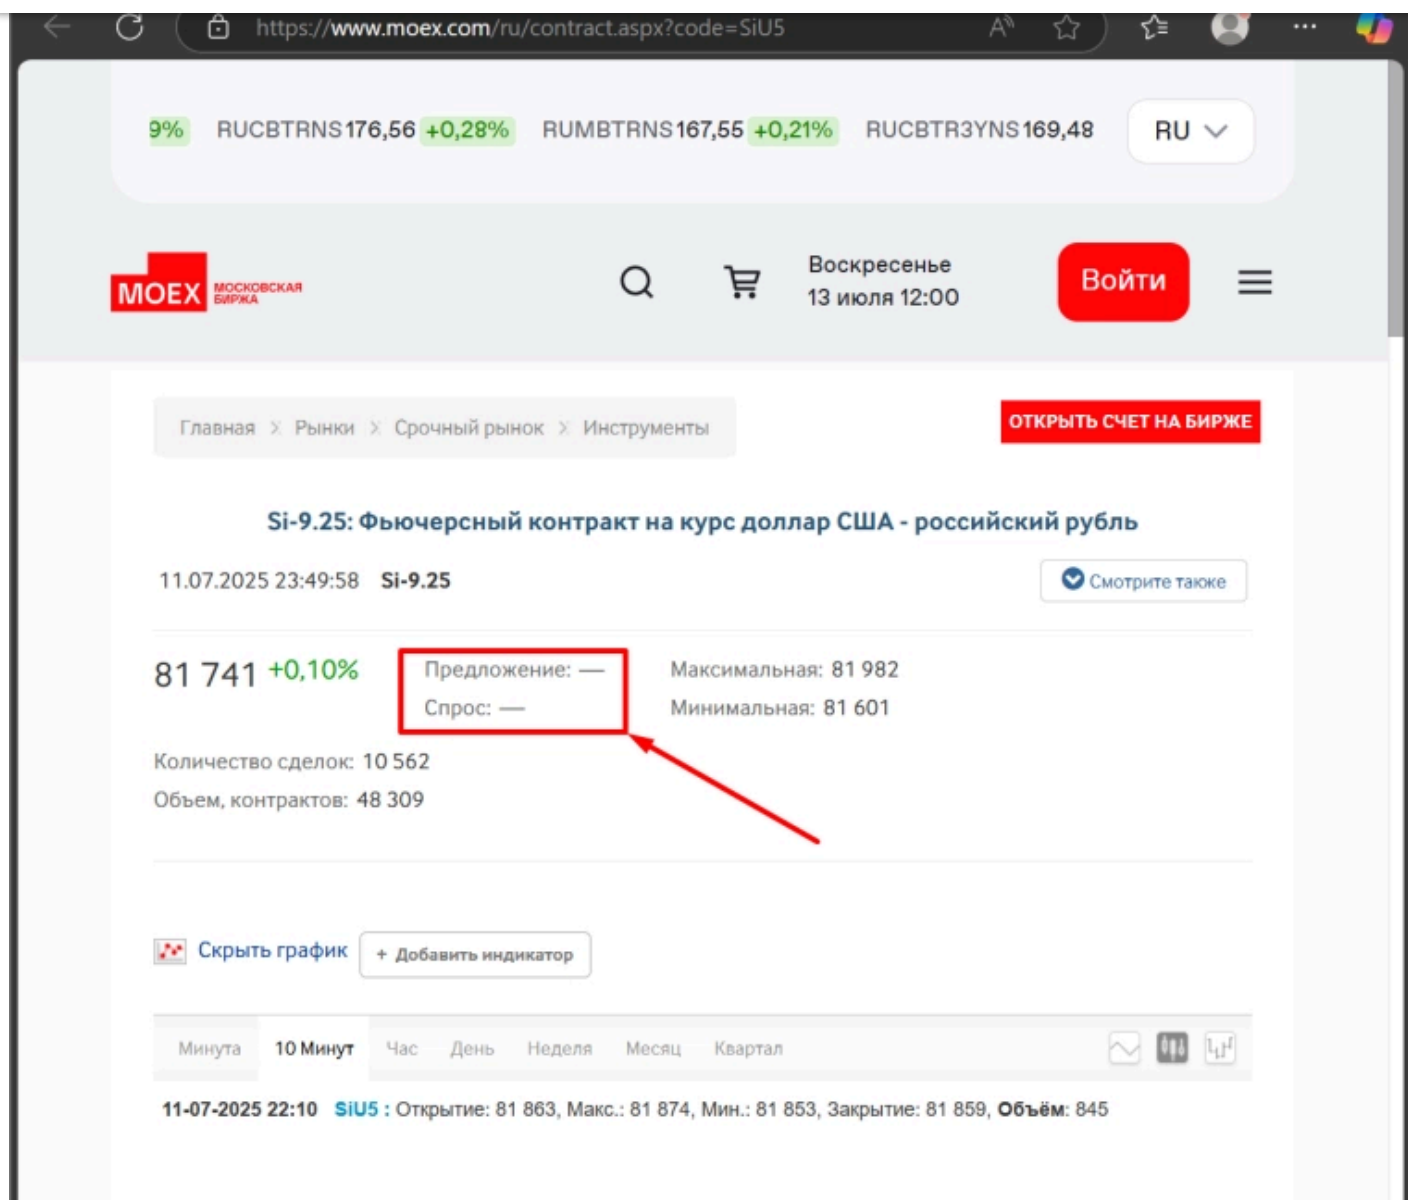 https://www.moex.com/ru/contract.aspx?code=SiU5
9% RUCBTRNS 176,56 +0,28% RUMBTRNS 167,55 +0,21% RUCBTR3YNS 169,48 RU
MOEX МОСКОВСКАЯ БИРЖА
Воскресенье
13 июля 12:00
Войти
Главная > Рынки > Срочный рынок > Инструменты
ОТКРЫТЬ СЧЕТ НА БИРЖЕ
Si-9.25: Фьючерсный контракт на курс доллар США - российский рубль
11.07.2025 23:49:58 Si-9.25 Смотрите также
81 741 +0,10% Предложение: — Максимальная: 81 982
Спрос: — Минимальная: 81 601
Количество сделок: 10 562
Объем, контрактов: 48 309
Скрыть график + Добавить индикатор
Минута 10 Минут Час День Неделя Месяц Квартал
11-07-2025 22:10 SiU5 : Открытие: 81 863, Макс.: 81 874, Мин.: 81 853, Закрытие: 81 859, Объём: 845